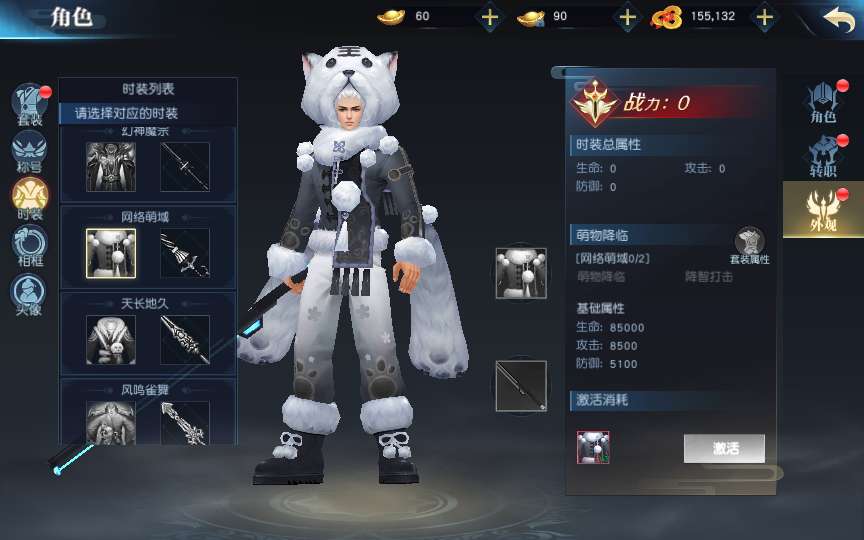 角色
60
90
155,132
时装列表
请选择对应的时装
幻神魔宗
网络萌域
天长地久
风鸣雀舞
套装
称号
时装
相框
头像
战力：0
时装总属性
生命：0 攻击：0
防御：0
萌物降临
[网络萌域0/2]
套装属性
萌物降临 降智打击
基础属性
生命：85000
攻击：8500
防御：5100
激活消耗
激活
角色
转职
外观